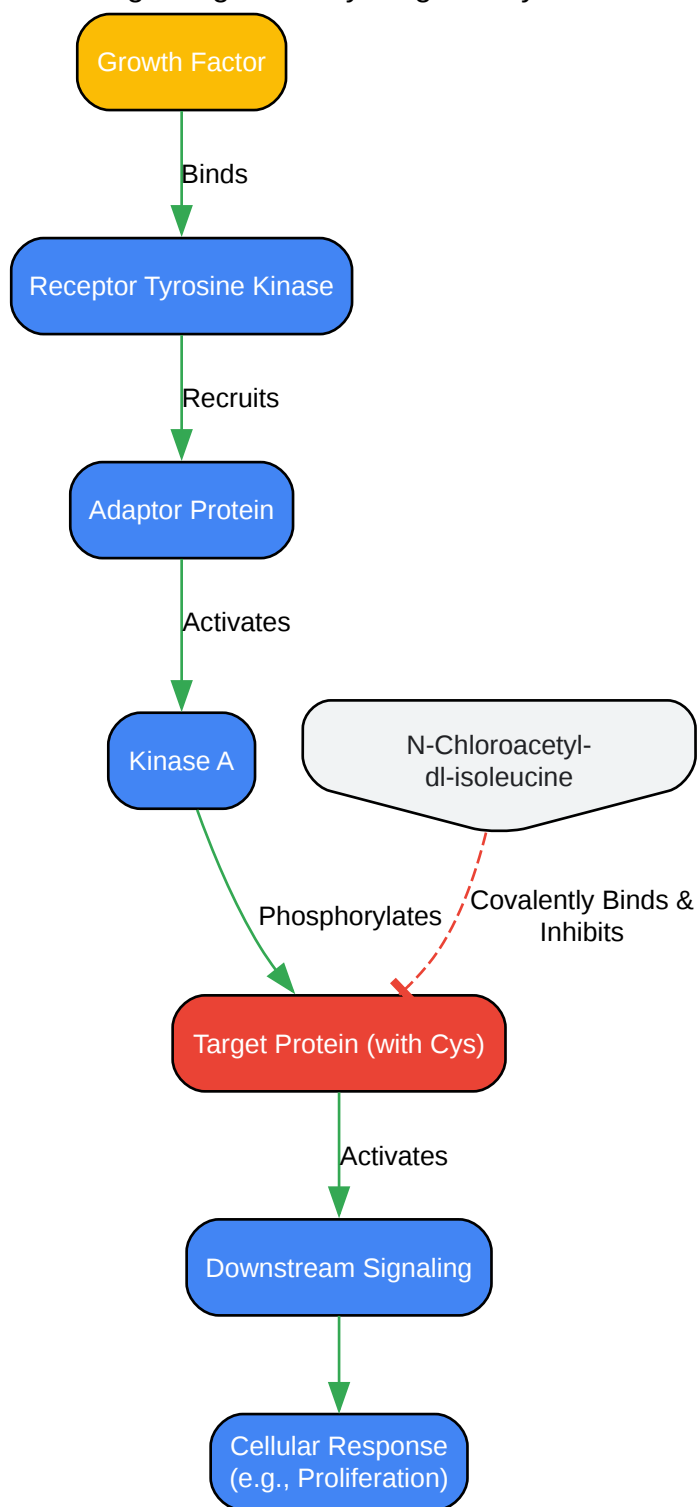 Growth Factor
Binds
Receptor Tyrosine Kinase
Recruits
Adaptor Protein
Activates
Kinase A
N-Chloroacetyl-
dl-isoleucine
Phosphorylates
Covalently Binds &
Inhibits
Target Protein (with Cys)
Activates
Downstream Signaling
Cellular Response
(e.g., Proliferation)